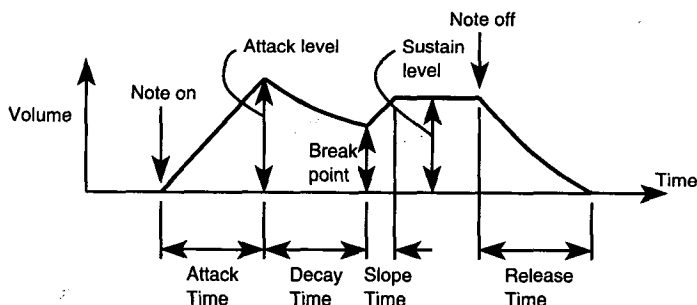 Note off
Attack level
Sustain
level
Note on
Volume
Break
point
Time
Attack
Time
Decay
Time
Slope
Time
Release
Time